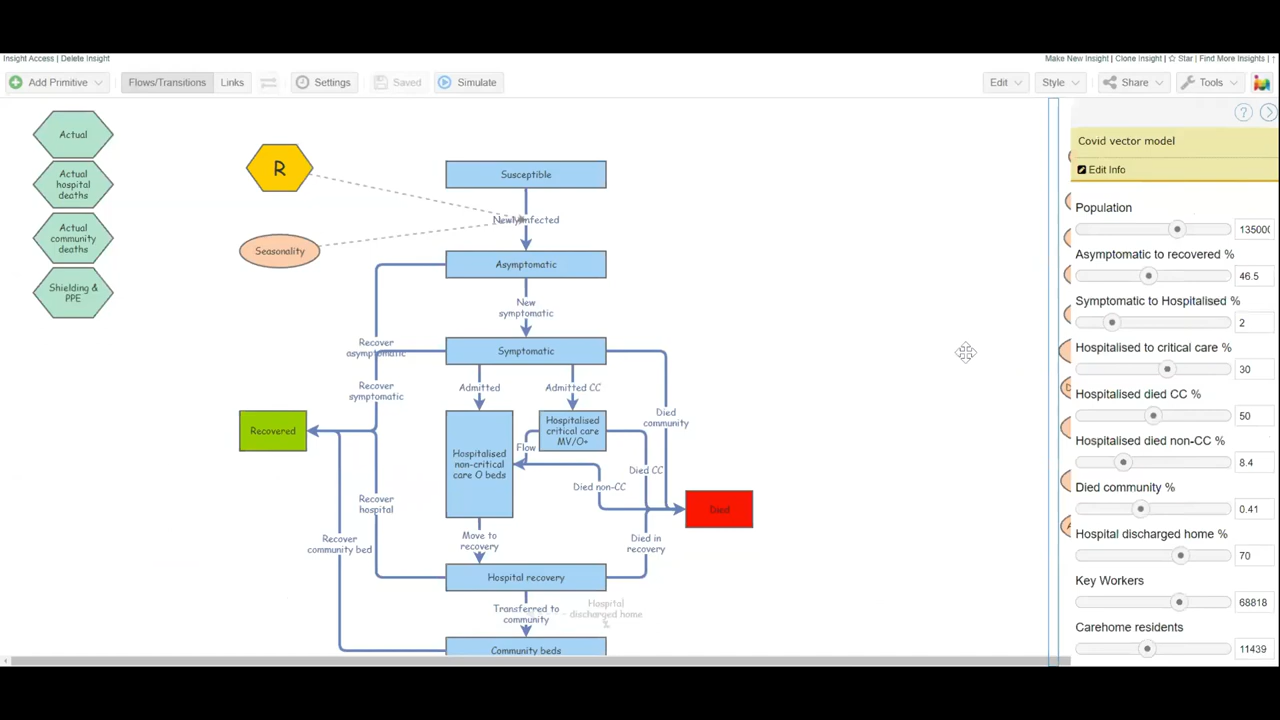 Insight Access | Delete Insight
Make New Insight | Clone Insight | ☆ Star | Find More Insights |
Add Primitive
Flows/Transitions
Links
Settings
Saved
Simulate
Edit
Style
Share
Tools
Actual
Actual
hospital
deaths
Actual
community
deaths
Shielding &
PPE
R
Seasonality
Susceptible
Newly infected
Asymptomatic
New
symptomatic
Recover
asymptomatic
Symptomatic
Recover
symptomatic
Admitted
Admitted CC
Died
community
Recovered
Hospitalised
non-critical
care O beds
Hospitalised
critical care
MV/O+
Flow
Died CC
Died non-CC
Died
Recover
hospital
Recover
community bed
Move to
recovery
Died in
recovery
Hospital recovery
Transferred to
community
Hospital
discharged home
Community beds
Covid vector model
Edit Info
Population
13500
Asymptomatic to recovered %
46.5
Symptomatic to Hospitalised %
2
Hospitalised to critical care %
30
Hospitalised died CC %
50
Hospitalised died non-CC %
8.4
Died community %
0.41
Hospital discharged home %
70
Key Workers
68818
Carehome residents
11439